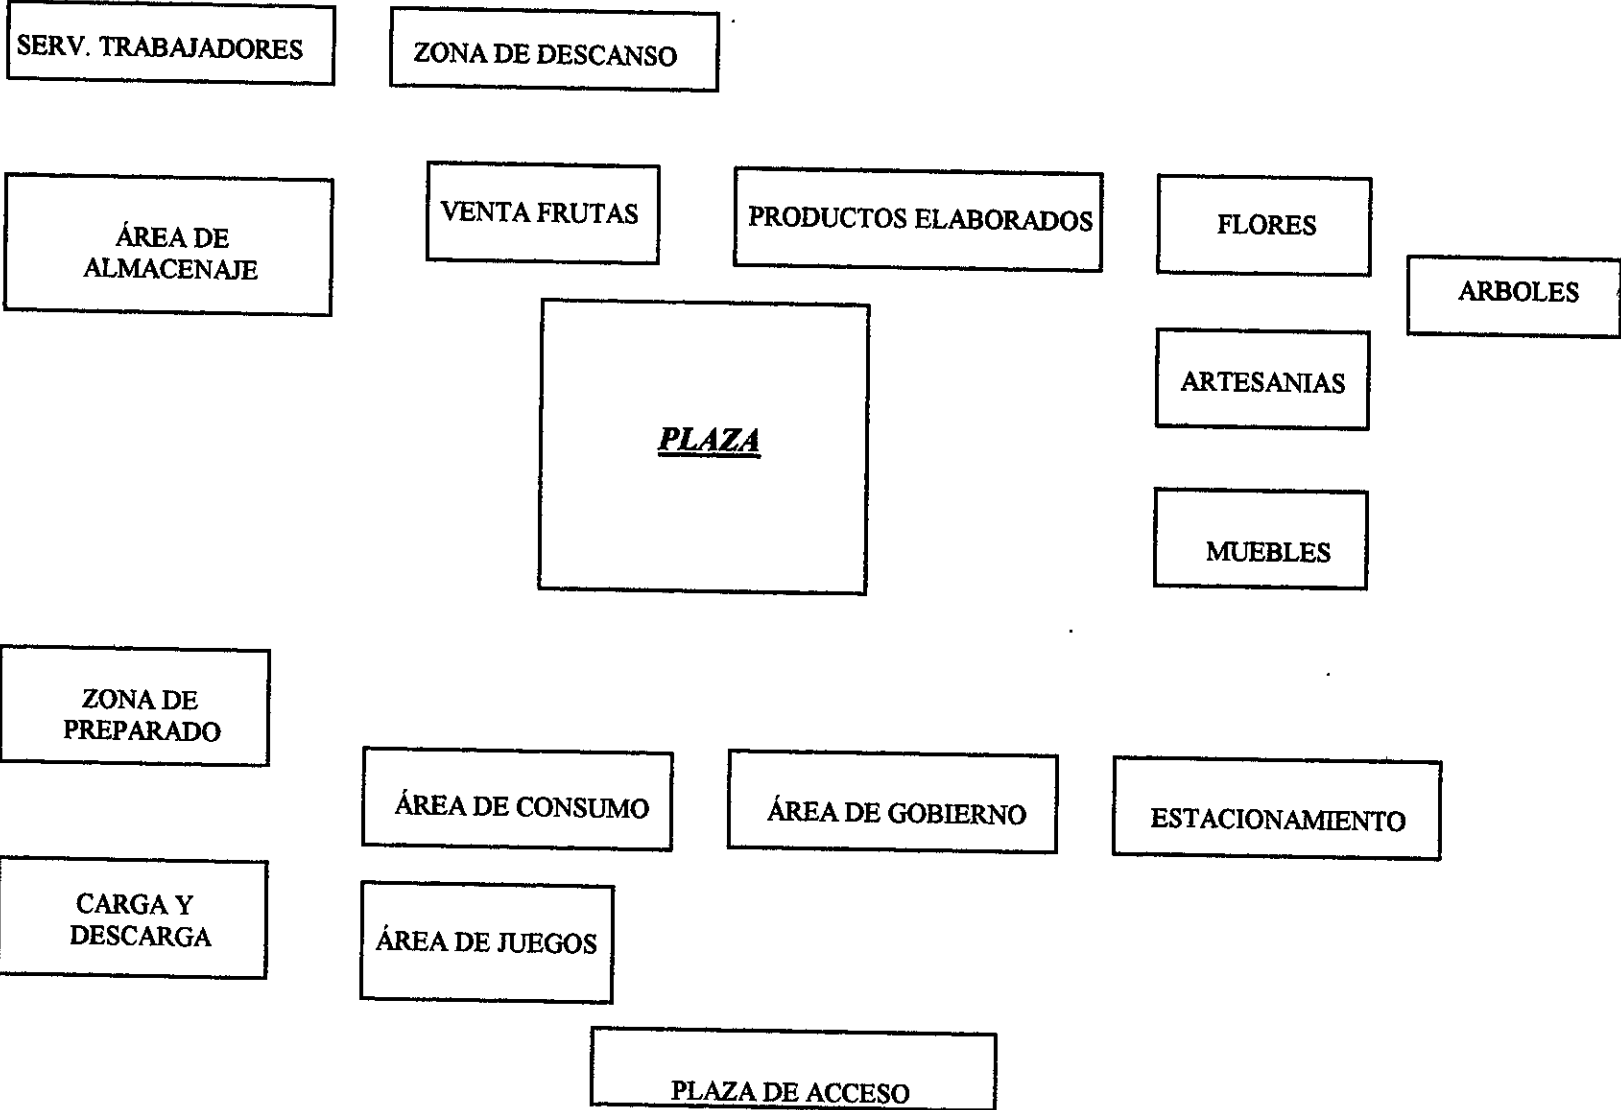 SERV. TRABAJADORES
ZONA DE DESCANSO
ÁREA DE
ALMACENAJE
VENTA FRUTAS
PRODUCTOS ELABORADOS
FLORES
ARBOLES
ARTESANIAS
PLAZA
MUEBLES
ZONA DE
PREPARADO
ÁREA DE CONSUMO
ÁREA DE GOBIERNO
ESTACIONAMIENTO
CARGA Y
DESCARGA
ÁREA DE JUEGOS
PLAZA DE ACCESO